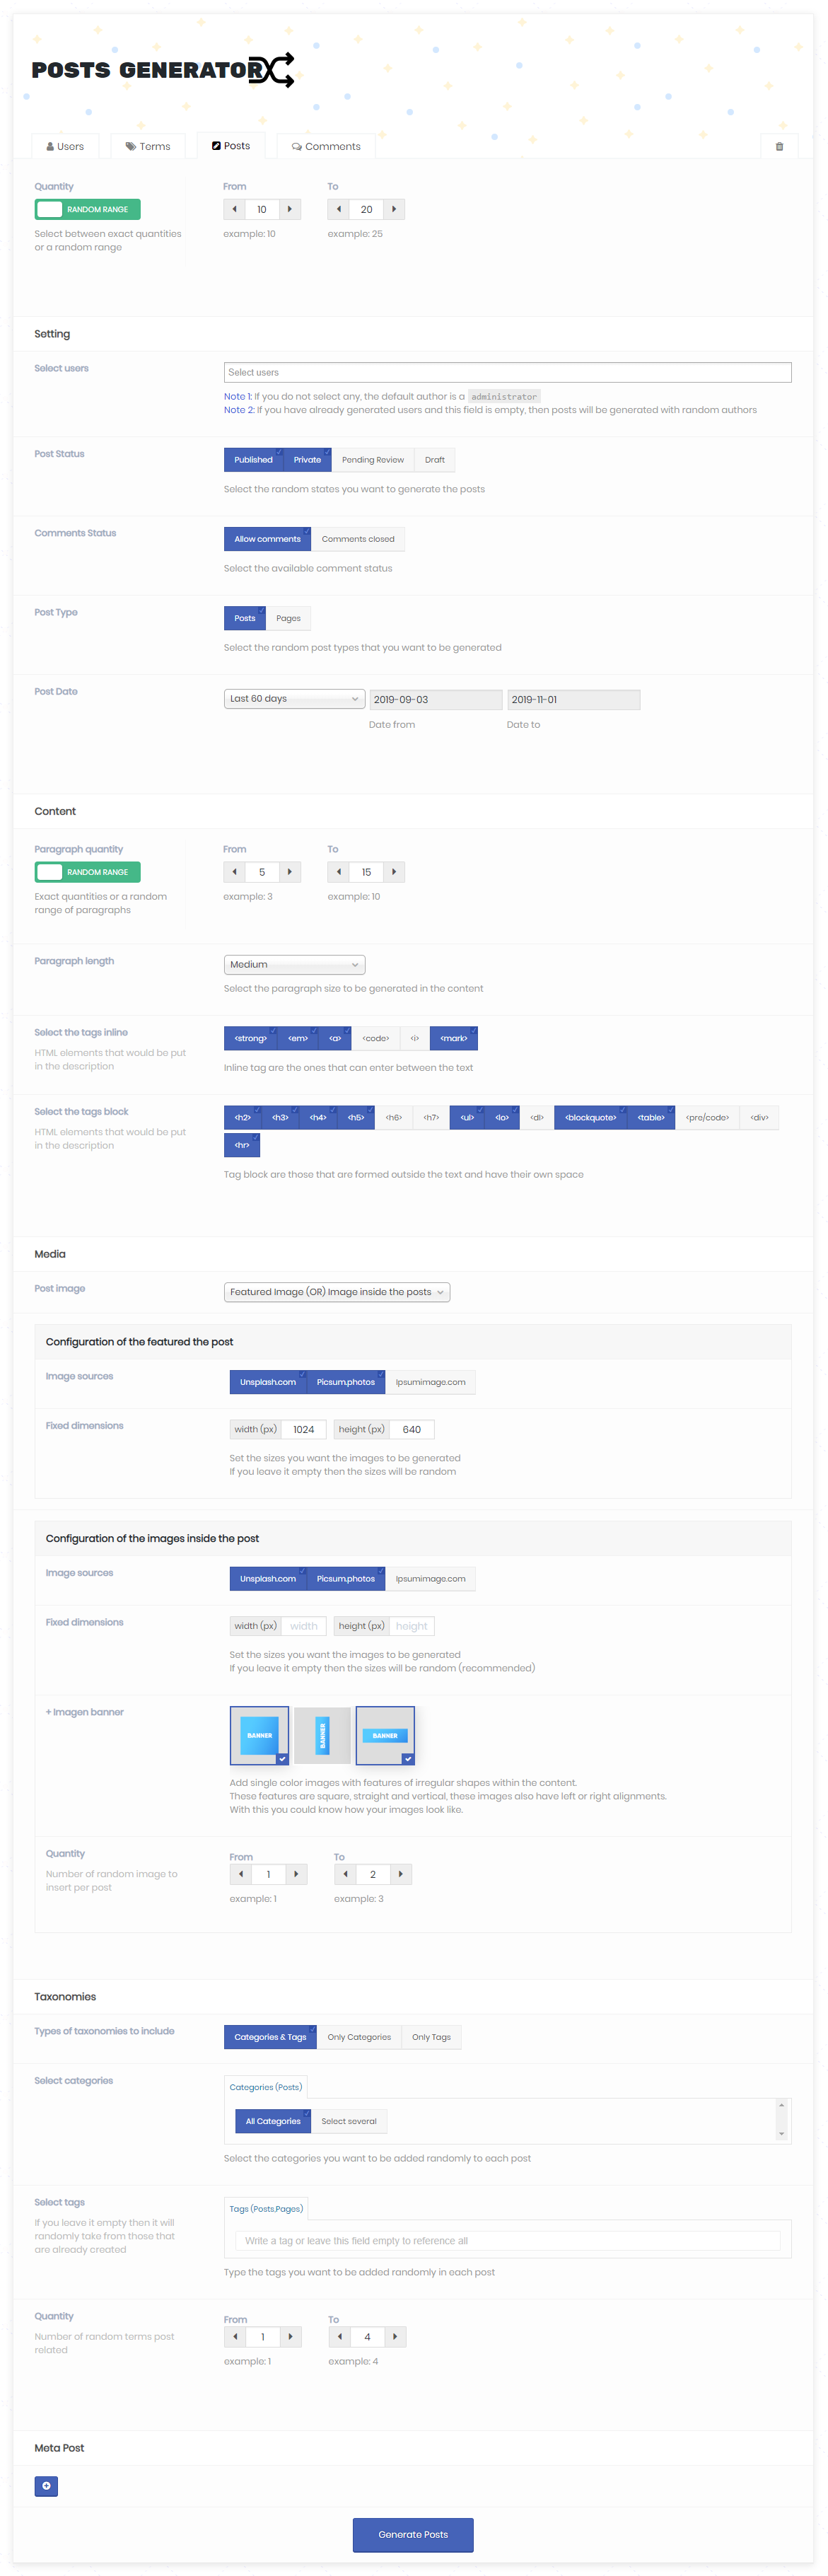 POSTS GENERATOR
Users
Terms
Posts
Comments
Quantity
From
To
RANDOM RANGE
10
20
Select between exact quantities
or a random range
example: 10
example: 25
Setting
Select users
Select users
Note 1: If you do not select any, the default author is a administrator
Note 2: If you have already generated users and this field is empty, then posts will be generated with random authors
Post Status
Published Private Pending Review Draft
Select the random states you want to generate the posts
Comments Status
Allow comments Comments closed
Select the available comment status
Post Type
Posts Pages
Select the random post types that you want to be generated
Post Date
Last 60 days 2019-09-03 2019-11-01
Date from
Date to
Content
Paragraph quantity
From
To
RANDOM RANGE
5
15
Exact quantities or a random
range of paragraphs
example: 3
example: 10
Paragraph length
Medium
Select the paragraph size to be generated in the content
Select the tags inline
HTML elements that would be put
in the description
<strong> <em> <a> <code> <i> <mark>
Inline tag are the ones that can enter between the text
Select the tags block
HTML elements that would be put
in the description
<h2> <h3> <h4> <h5> <h6> <h7> <ul> <lo> <dl> <blockquote> <table> <pre/code> <div>
<hr>
Tag block are those that are formed outside the text and have their own space
Media
Post image
Featured Image (OR) Image inside the posts
Configuration of the featured the post
Image sources
Unsplash.com Picsum.photos Ipsumimage.com
Fixed dimensions
width (px) 1024 height (px) 640
Set the sizes you want the images to be generated
If you leave it empty then the sizes will be random
Configuration of the images inside the post
Image sources
Unsplash.com Picsum.photos Ipsumimage.com
Fixed dimensions
width (px) width height (px) height
Set the sizes you want the images to be generated
If you leave it empty then the sizes will be random (recommended)
+ Imagen banner
BANNER
BANNER
BANNER
Add single color images with features of irregular shapes within the content.
These features are square, straight and vertical, these images also have left or right alignments.
With this you could know how your images look like.
Quantity
Number of random image to
insert per post
From
To
1
2
example: 1
example: 3
Taxonomies
Types of taxonomies to include
Categories & Tags Only Categories Only Tags
Select categories
Categories (Posts)
All Categories Select several
Select the categories you want to be added randomly to each post
Select tags
If you leave it empty then it will
randomly take from those that
are already created
Tags (Posts,Pages)
Write a tag or leave this field empty to reference all
Type the tags you want to be added randomly in each post
Quantity
Number of random terms post
related
From
To
1
4
example: 1
example: 4
Meta Post
Generate Posts